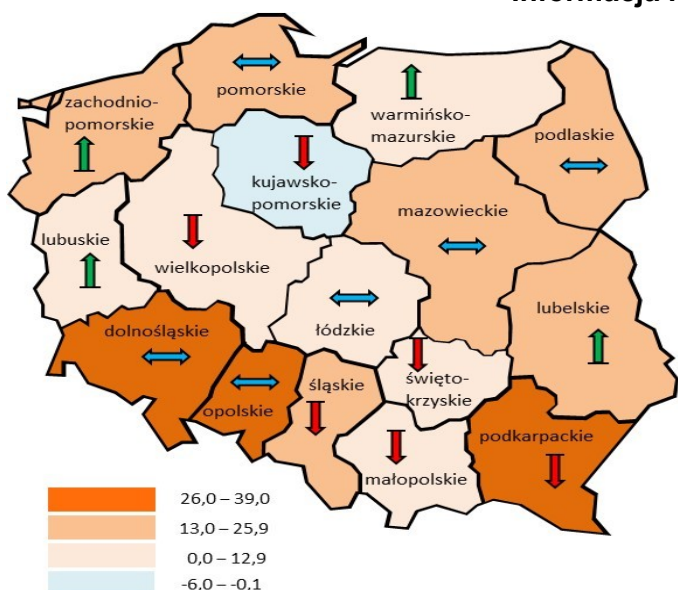 pomorskie
zachodnio-
pomorskie
warmińsko-
mazurskie
podlaskie
kujawsko-
pomorskie
mazowieckie
lubuskie
wielkopolskie
łódzkie
lubelskie
dolnośląskie
opolskie
śląskie
święto-
krzyskie
podkarpackie
małopolskie
26,0 – 39,0
13,0 – 25,9
0,0 – 12,9
-6,0 – -0,1